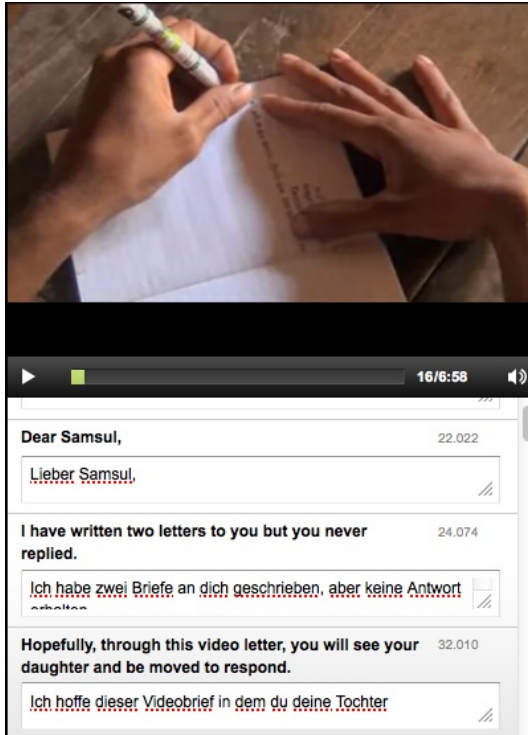 16/6:58
Dear Samsul,
22.022
Lieber Samsul,
I have written two letters to you but you never
replied.
24.074
Ich habe zwei Briefe an dich geschrieben, aber keine Antwort
erhalten
Hopefully, through this video letter, you will see your
daughter and be moved to respond.
32.010
Ich hoffe dieser Videobrief in dem du deine Tochter